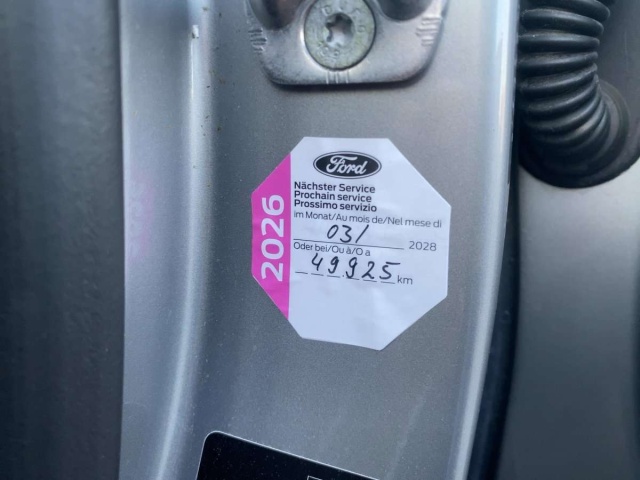 Ford
Nächster Service
Prochain service
Prossimo servizio
im Monat/Au mois de/Nel mese di
03/ 2028
Oder bei/Ou à/O a
49925 km
2026